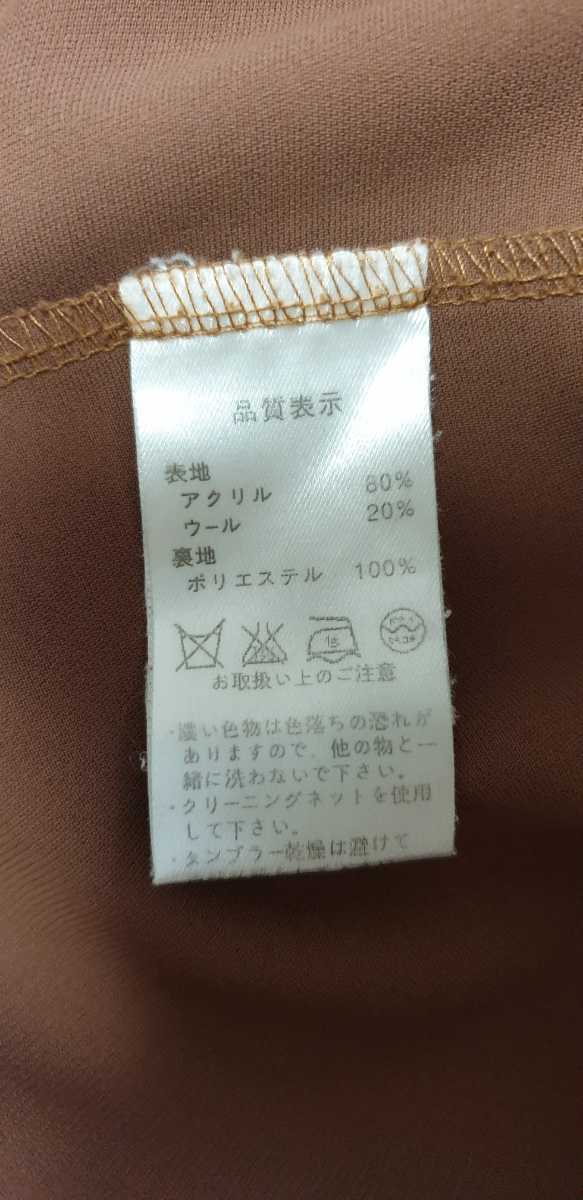 品質表示
表地
アクリル 80%
ウール 20%
裏地
ポリエステル 100%
お取扱い上のご注意
・濃い色物は色落ちの恐れが
ありますので、他の物と一
緒に洗わないで下さい。
・クリーニングネットを使用
して下さい。
・タンブラー乾燥は避けて